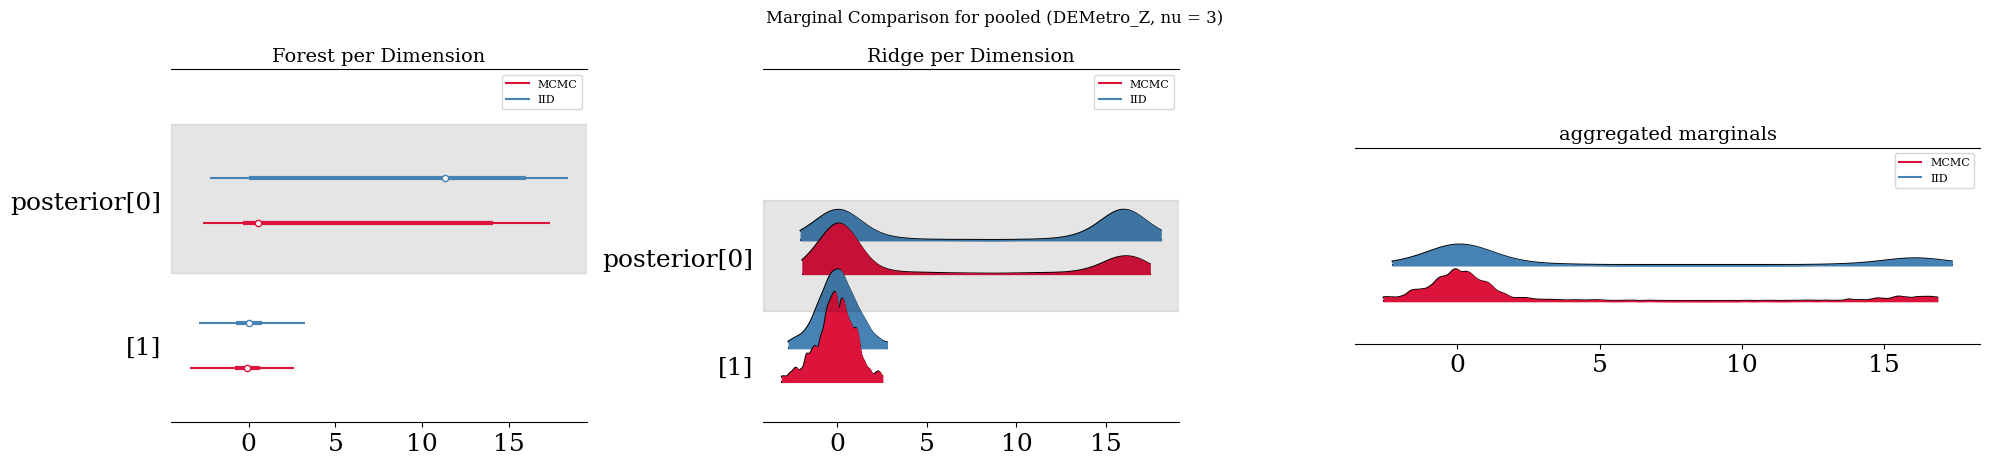 Marginal Comparison for pooled (DEMetro_Z, nu = 3)
Forest per Dimension
MCMC
IID
posterior[0]
[1]
0 5 10 15
Ridge per Dimension
MCMC
IID
posterior[0]
[1]
0 5 10 15
aggregated marginals
MCMC
IID
0 5 10 15